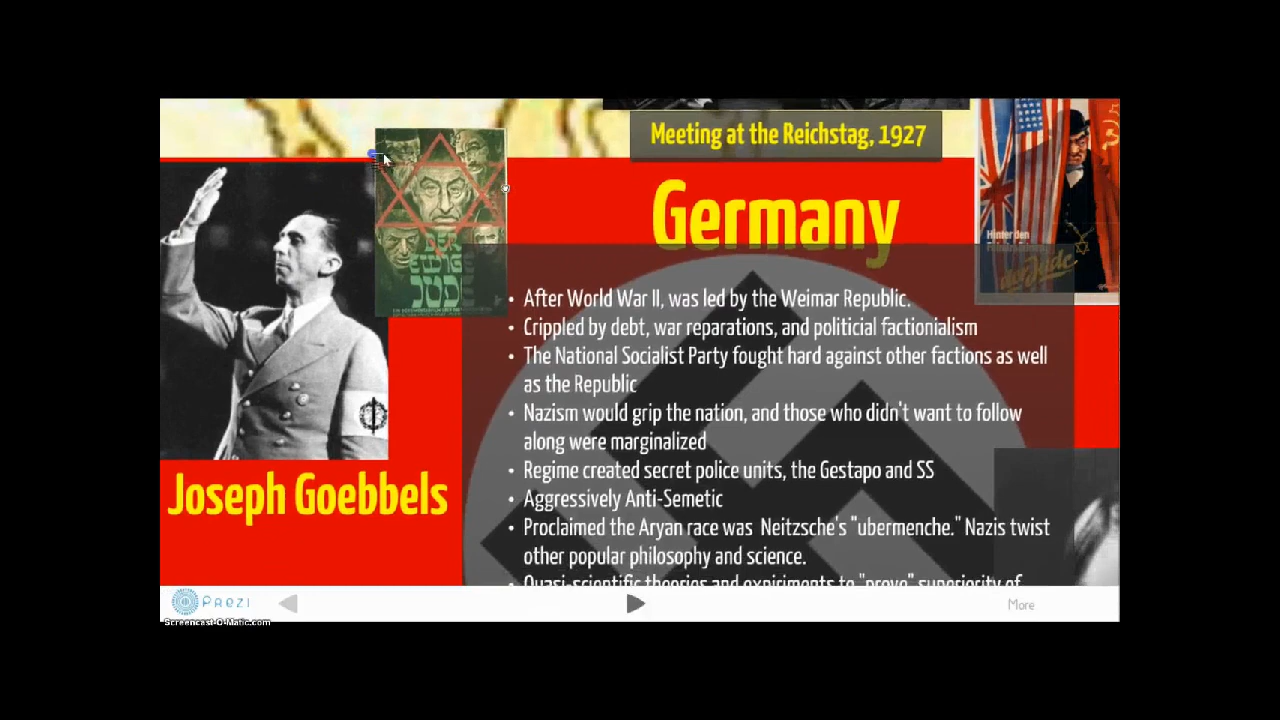 Meeting at the Reichstag, 1927
Germany
DER
EWIGE
JUDE
Hinter den
der Jude
• After World War II, was led by the Weimar Republic.
• Crippled by debt, war reparations, and politicial factionialism
• The National Socialist Party fought hard against other factions as well
as the Republic
• Nazism would grip the nation, and those who didn't want to follow
along were marginalized
• Regime created secret police units, the Gestapo and SS
• Aggressively Anti-Semetic
• Proclaimed the Aryan race was Neitzsche's "ubermenche." Nazis twist
other popular philosophy and science.
• Quasi-scientific theories and expiriments to "prove" superiority of
Joseph Goebbels
PREZI
More
Screencast-O-Matic.com